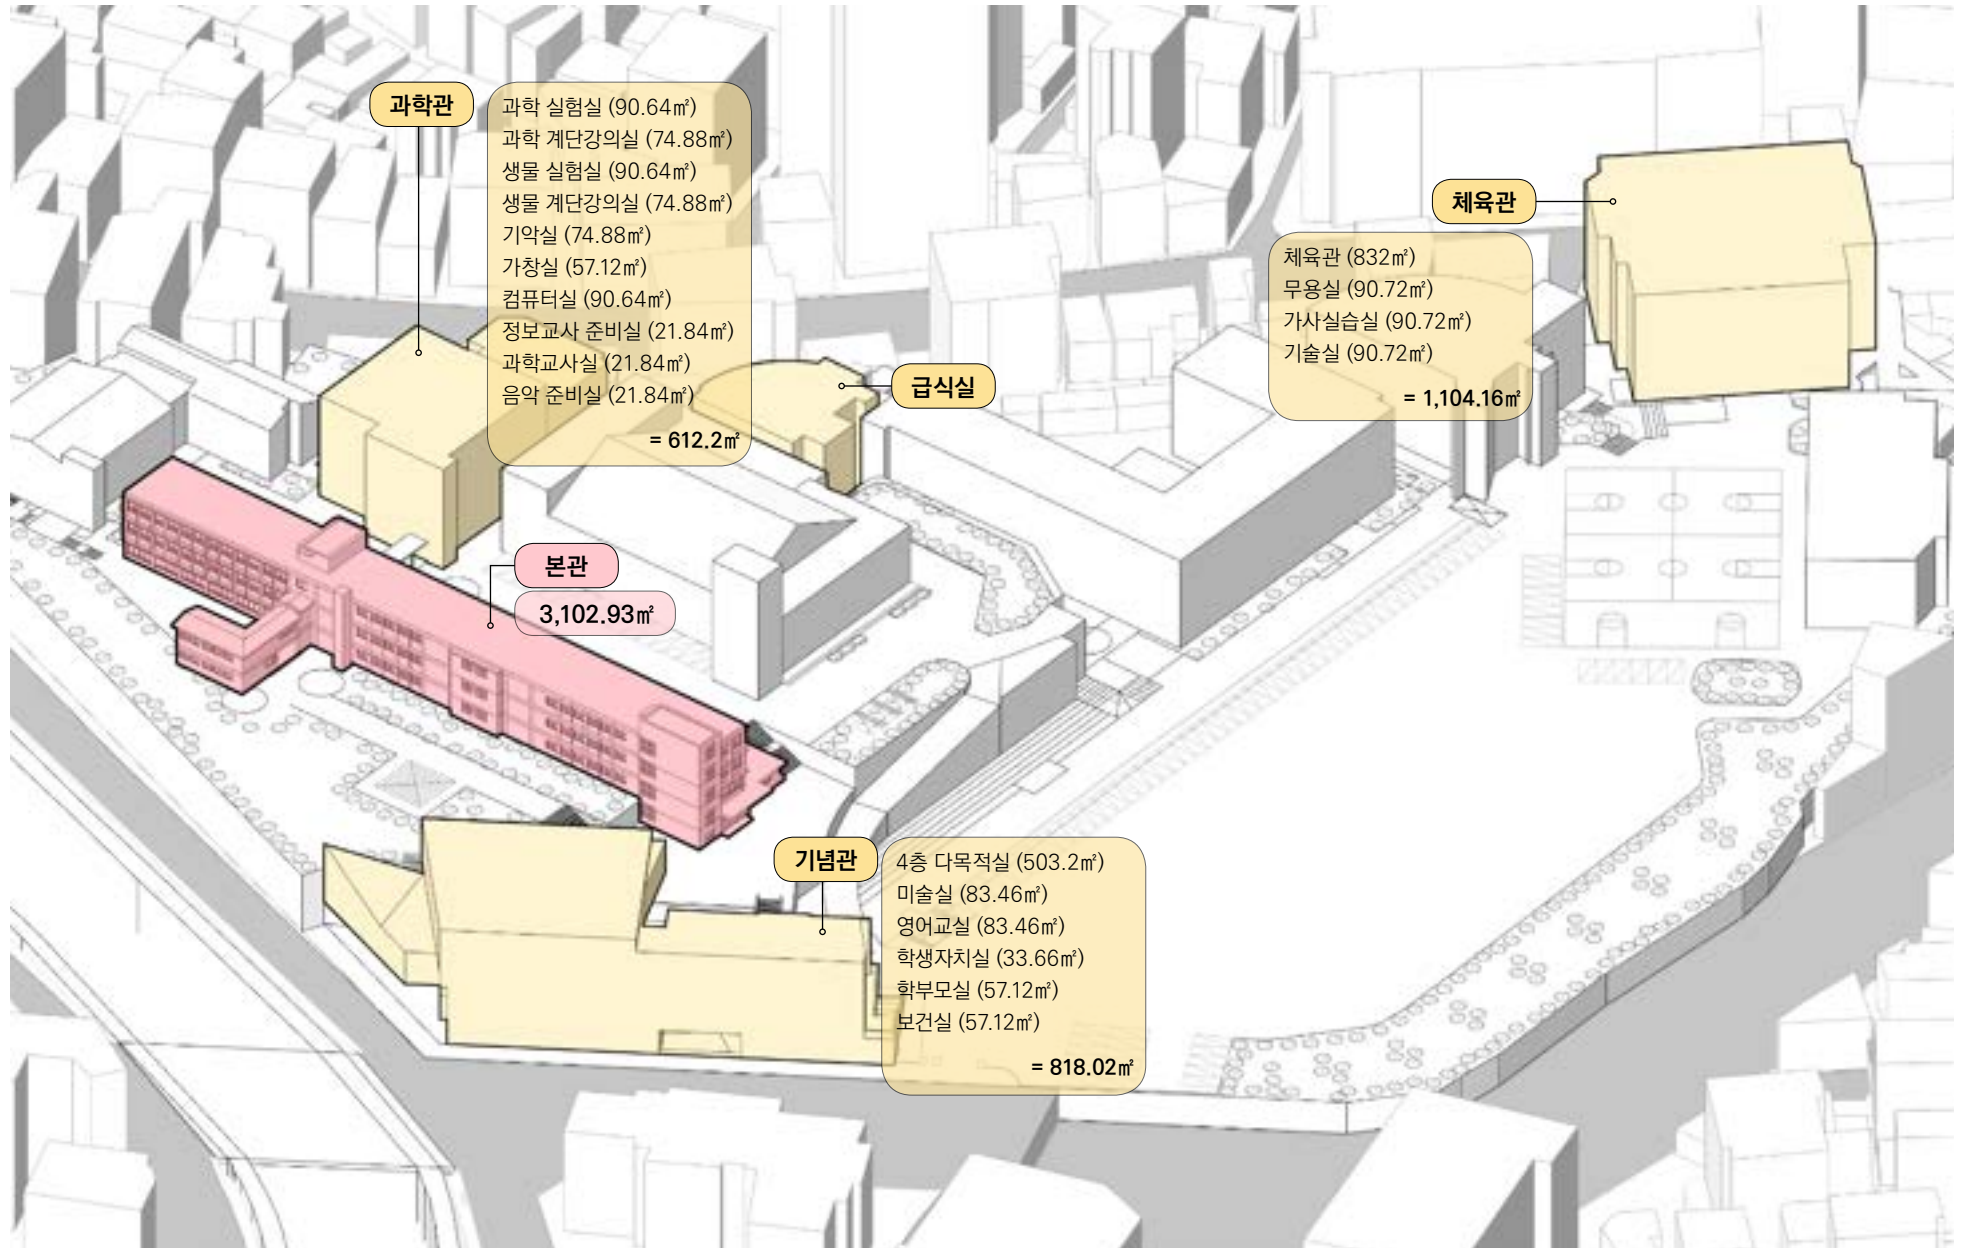 과학관
과학 실험실 (90.64㎡)
과학 계단강의실 (74.88㎡)
생물 실험실 (90.64㎡)
생물 계단강의실 (74.88㎡)
기악실 (74.88㎡)
가창실 (57.12㎡)
컴퓨터실 (90.64㎡)
정보교사 준비실 (21.84㎡)
과학교사실 (21.84㎡)
음악 준비실 (21.84㎡)
= 612.2㎡
체육관
체육관 (832㎡)
무용실 (90.72㎡)
가사실습실 (90.72㎡)
기술실 (90.72㎡)
= 1,104.16㎡
급식실
본관
3,102.93㎡
기념관
4층 다목적실 (503.2㎡)
미술실 (83.46㎡)
영어교실 (83.46㎡)
학생자치실 (33.66㎡)
학부모실 (57.12㎡)
보건실 (57.12㎡)
= 818.02㎡